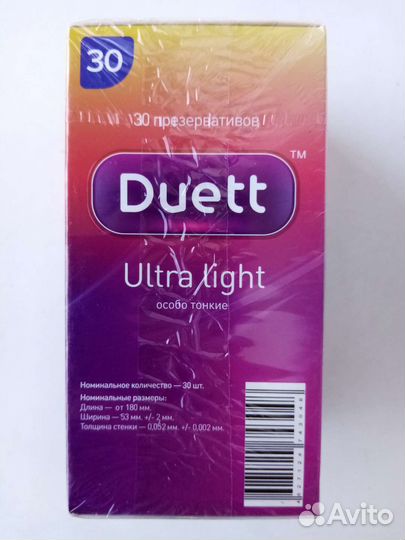 30
30 презервативов
Duett
™
Ultra light
особо тонкие
Номинальное количество — 30 шт.
Номинальные размеры:
Длина — от 180 мм.
Ширина — 53 мм. +/- 2 мм.
Толщина стенки — 0,052 мм. +/- 0,002 мм.
Avito